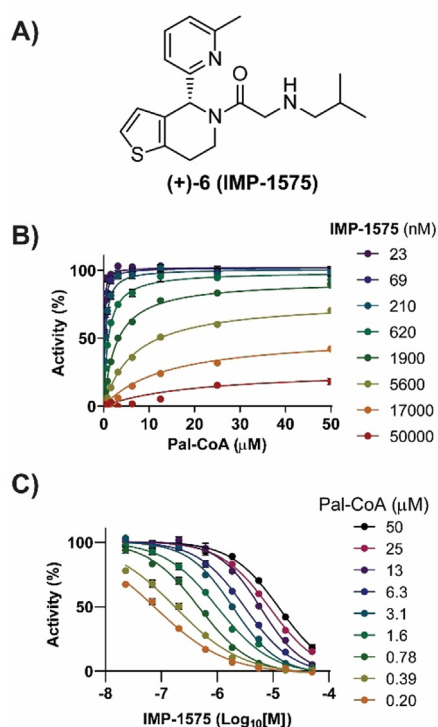 A)
N
O
H
N
N
S
(+)-6 (IMP-1575)
B)
IMP-1575 (nM)
23
69
210
620
1900
5600
17000
50000
Activity (%)
100
50
0
0 10 20 30 40 50
Pal-CoA (μM)
C)
Pal-CoA (μM)
50
25
13
6.3
3.1
1.6
0.78
0.39
0.20
Activity (%)
100
50
0
-8 -7 -6 -5 -4
IMP-1575 (Log10[M])